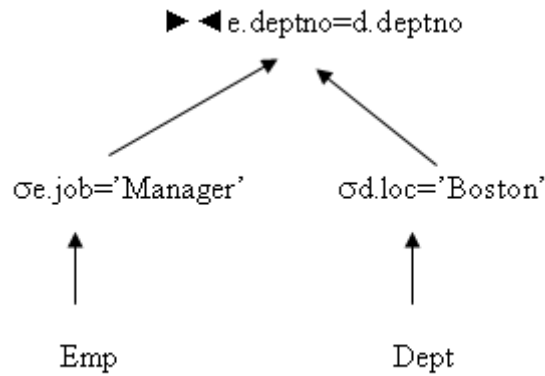 ►◄e.deptno=d.deptno
σe.job=’Manager’ σd.loc=’Boston’
Emp Dept